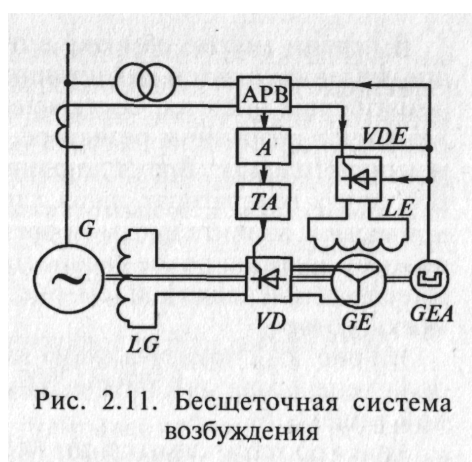 АРВ
VDE
A
TA
LE
G
LG
VD
GE
GEA
Рис. 2.11. Бесщеточная система
возбуждения